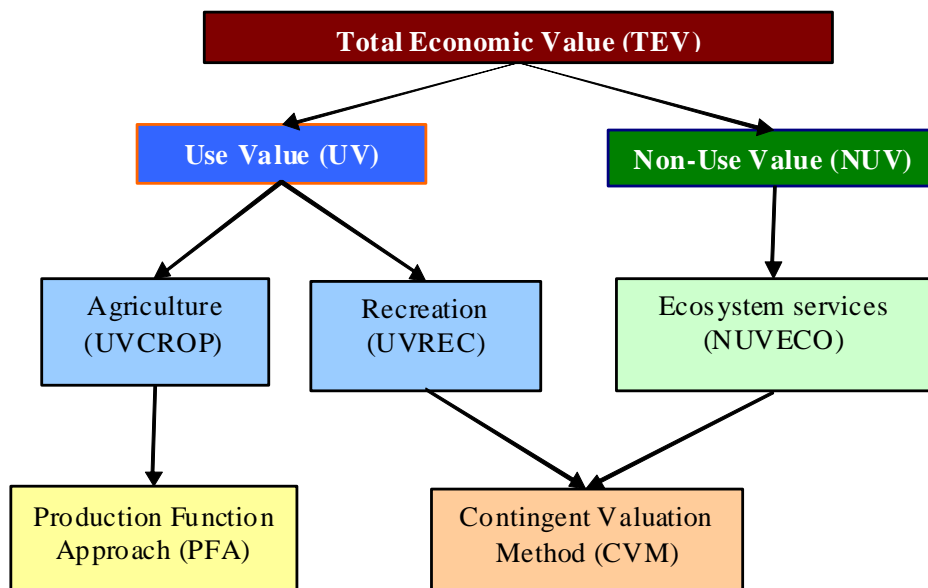 Total Economic Value (TEV)
Use Value (UV)
Non-Use Value (NUV)
Agriculture
(UVCROP)
Recreation
(UVREC)
Ecosystem services
(NUVECO)
Production Function
Approach (PFA)
Contingent Valuation
Method (CVM)